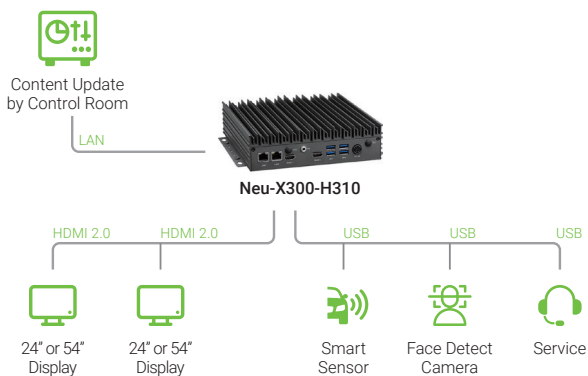 Content Update
by Control Room
LAN
Neu-X300-H310
HDMI 2.0
HDMI 2.0
USB
USB
USB
24” or 54”
Display
24” or 54”
Display
Smart
Sensor
Face Detect
Camera
Service